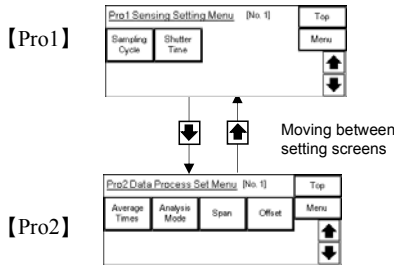 Pro1 Sensing Setting Menu [No. 1] Top
【Pro1】
Sampling Cycle Shutter Time Menu
Moving between
setting screens
Pro2 Data Process Set Menu [No. 1] Top
【Pro2】
Average Times Analysis Mode Span Offset Menu